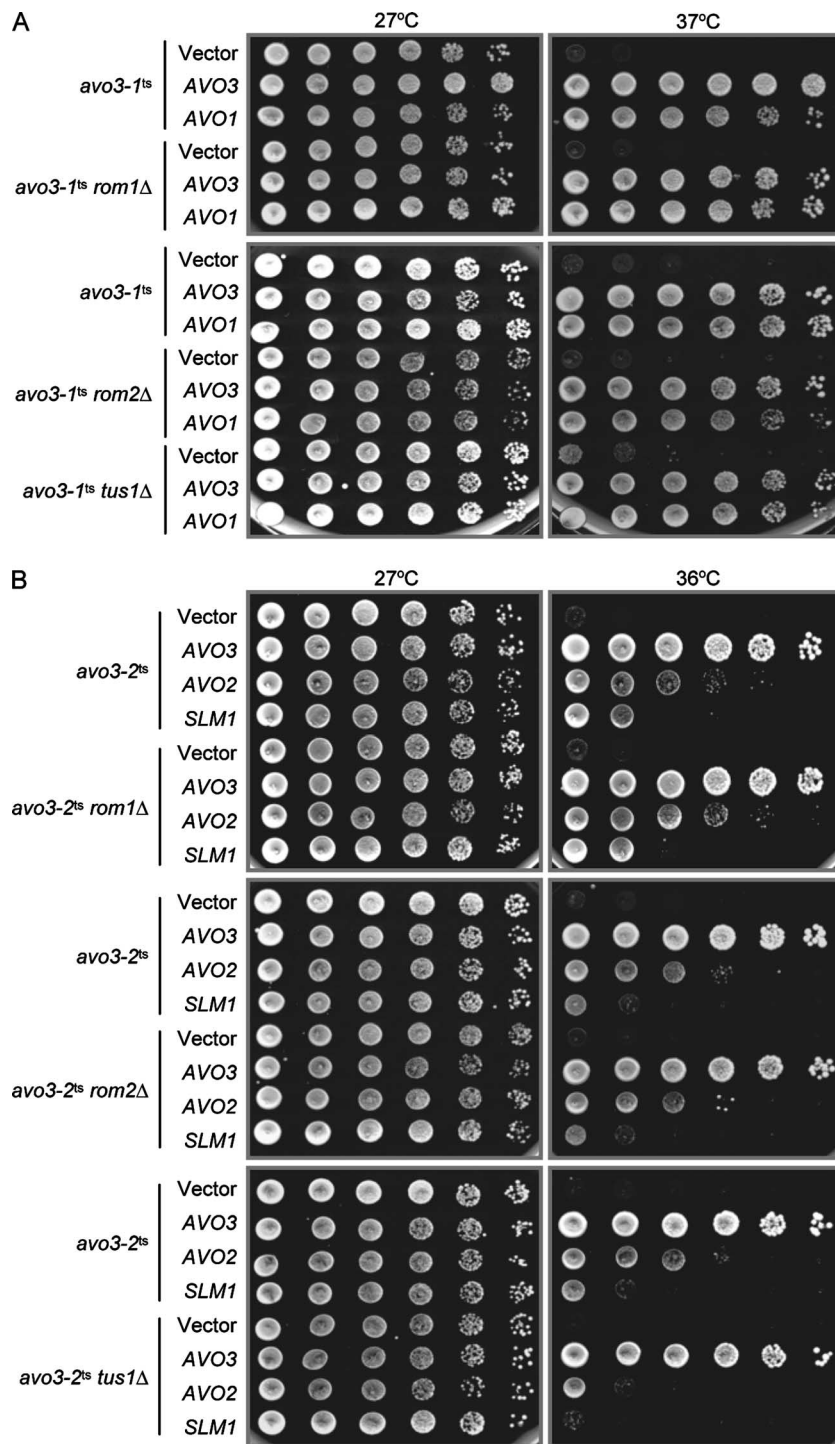 A
27ºC 37ºC
avo3-1ts
Vector
AVO3
AVO1
avo3-1ts rom1Δ
Vector
AVO3
AVO1
avo3-1ts
Vector
AVO3
AVO1
avo3-1ts rom2Δ
Vector
AVO3
AVO1
avo3-1ts tus1Δ
Vector
AVO3
AVO1
B
27ºC 36ºC
avo3-2ts
Vector
AVO3
AVO2
SLM1
avo3-2ts rom1Δ
Vector
AVO3
AVO2
SLM1
avo3-2ts
Vector
AVO3
AVO2
SLM1
avo3-2ts rom2Δ
Vector
AVO3
AVO2
SLM1
avo3-2ts
Vector
AVO3
AVO2
SLM1
avo3-2ts tus1Δ
Vector
AVO3
AVO2
SLM1